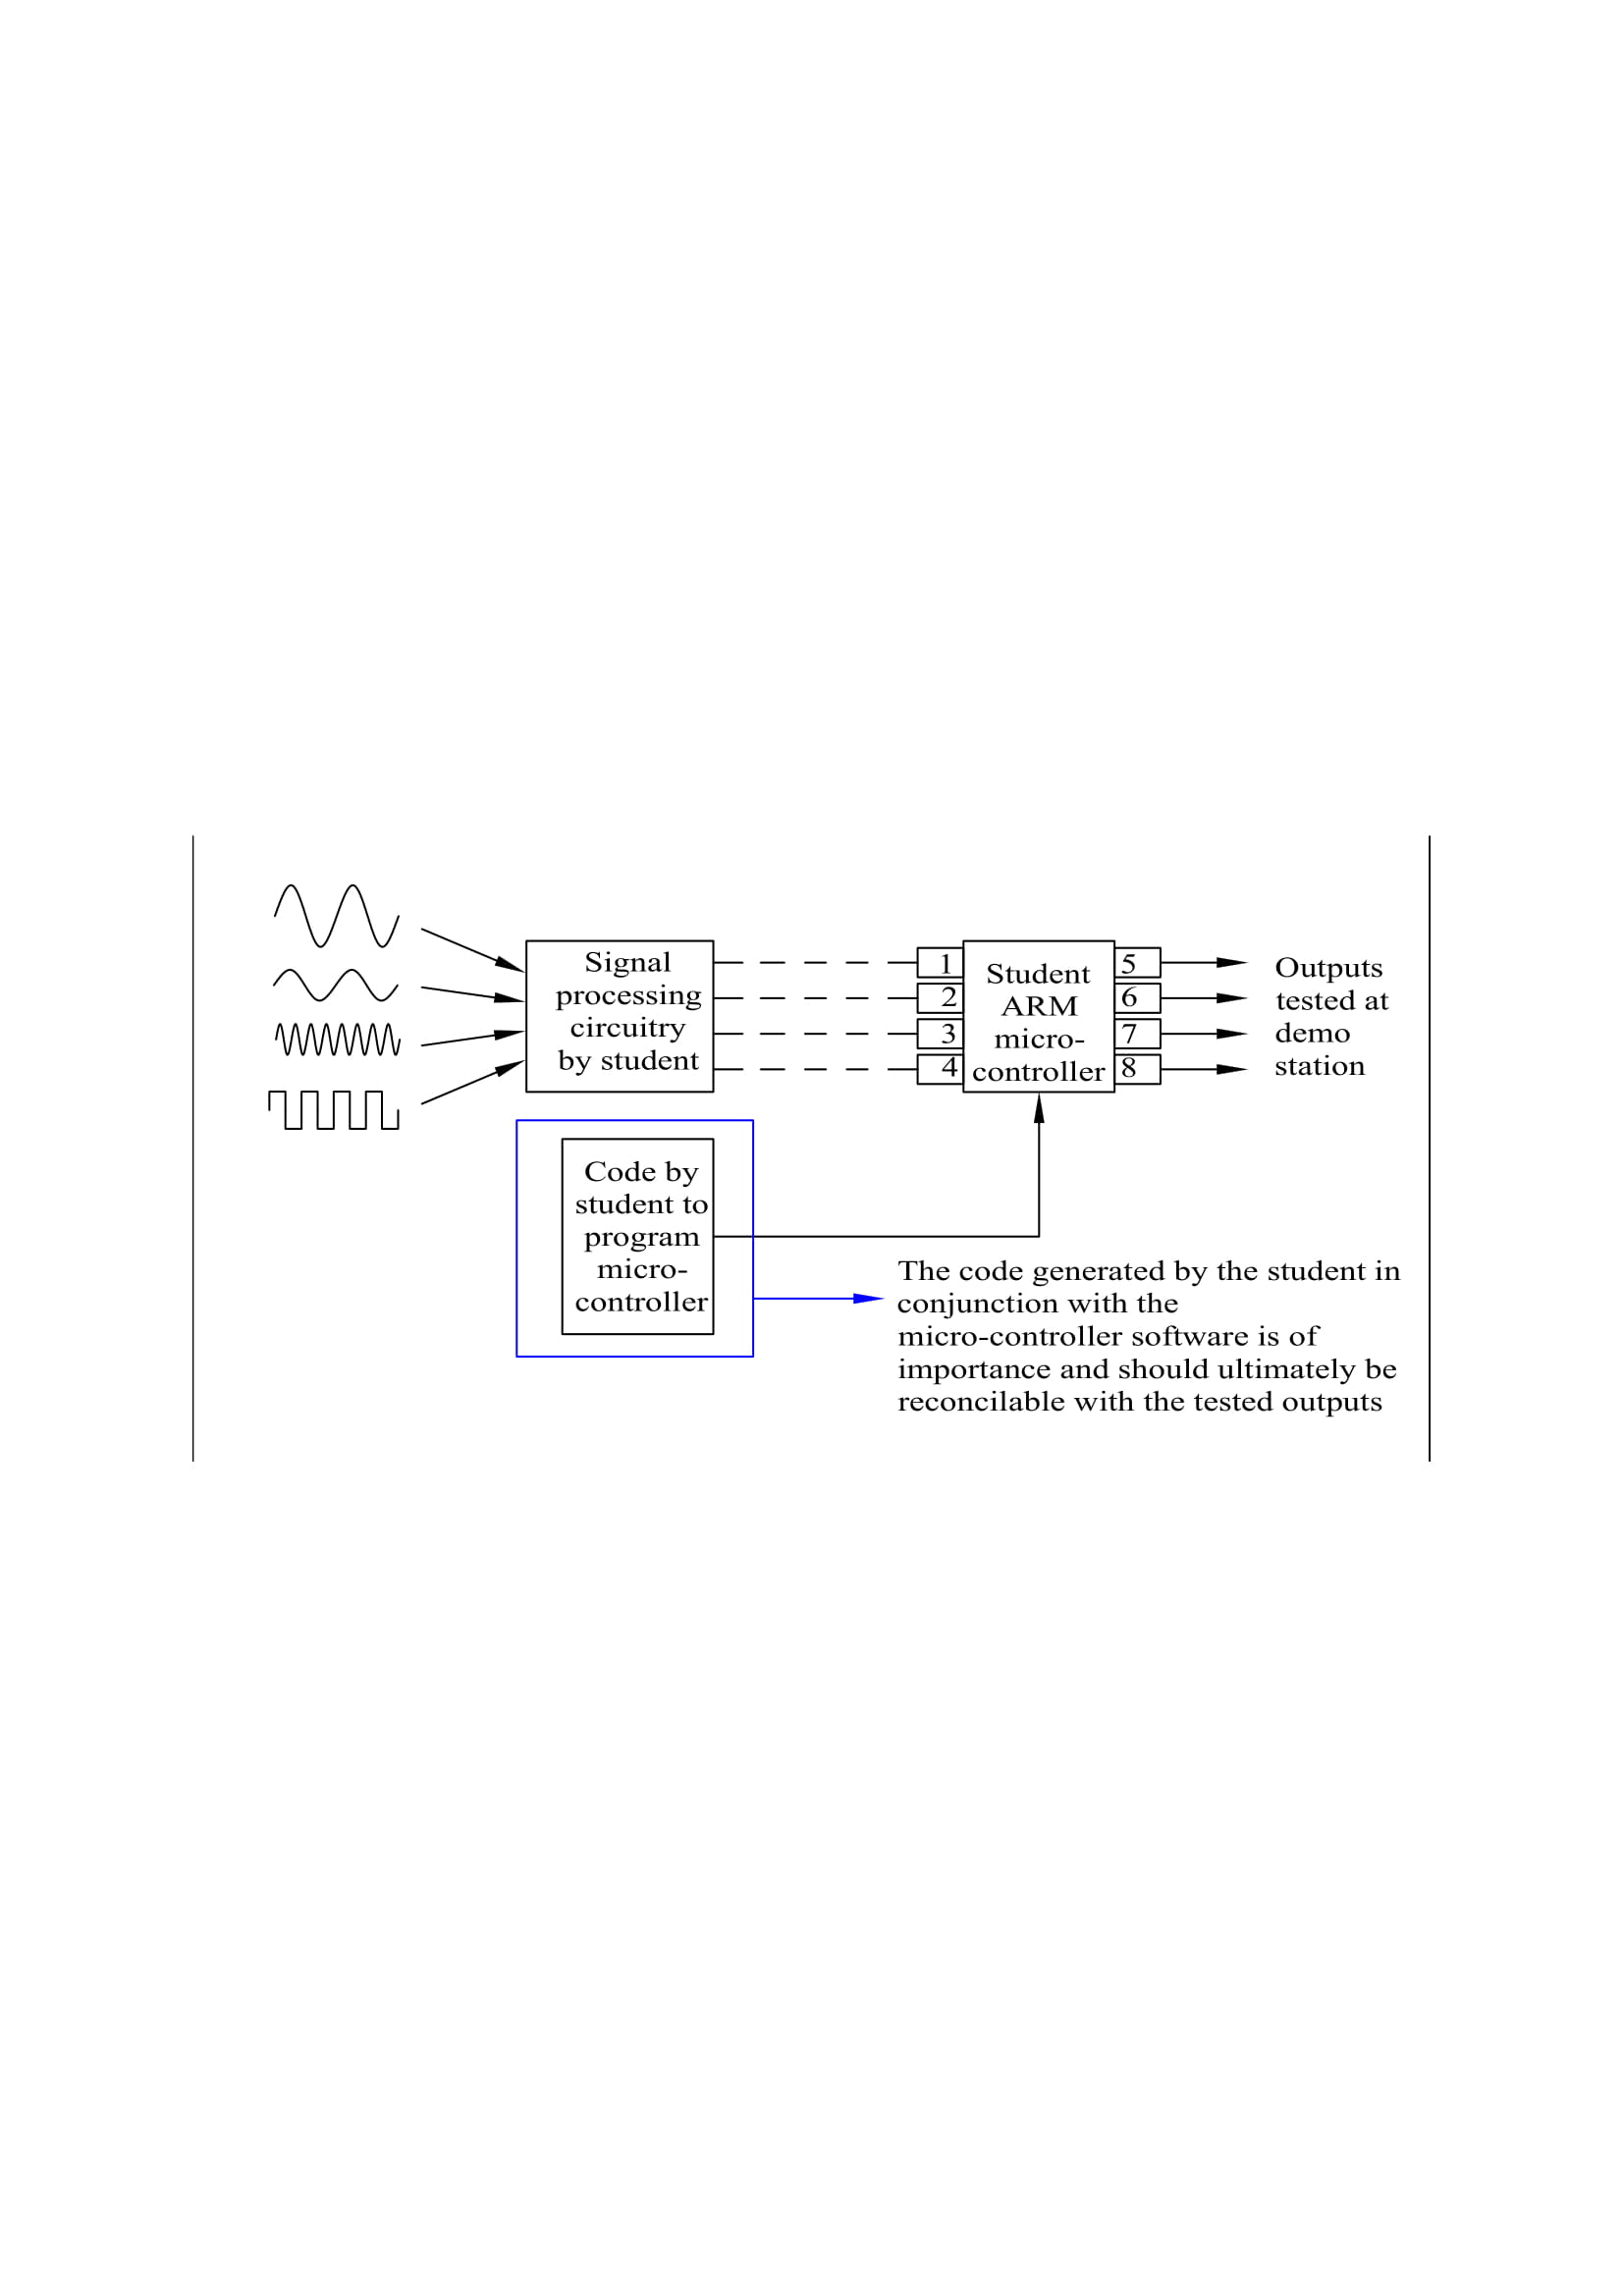 Signal
processing
circuitry
by student
1
2
3
4
Student
ARM
micro-
controller
5
6
7
8
Outputs
tested at
demo
station
Code by
student to
program
micro-
controller
The code generated by the student in
conjunction with the
micro-controller software is of
importance and should ultimately be
reconcilable with the tested outputs